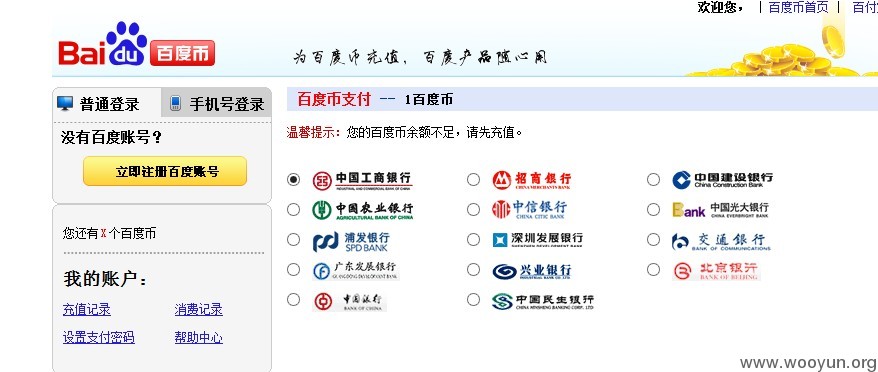 欢迎您， | 百度币首页 | 百付
Bai du 百度币
为百度币充值，百度产品随心用
普通登录 手机号登录
没有百度账号？
立即注册百度账号
您还有X个百度币
我的账户：
充值记录 消费记录
设置支付密码 帮助中心
百度币支付 -- 1百度币
温馨提示：您的百度币余额不足，请先充值。
中国工商银行 招商银行 中国建设银行
INDUSTRIAL AND COMMERCIAL BANK OF CHINA CHINA MERCHANTS BANK China Construction Bank
中国农业银行 中信银行 Bank 中国光大银行
AGRICULTURAL BANK OF CHINA CHINA CITIC BANK CHINA EVERBRIGHT BANK
浦发银行 深圳发展银行 交通银行
SPD BANK SHENZHEN DEVELOPMENT BANK BANK OF COMMUNICATIONS
广东发展银行 兴业银行 北京银行
GUANGDONG DEVELOPMENT BANK INDUSTRIAL BANK CO.,LTD. BANK OF BEIJING
中国银行 中国民生银行
BANK OF CHINA CHINA MINSHENG BANKING CORP., LTD
www.wooyun.org